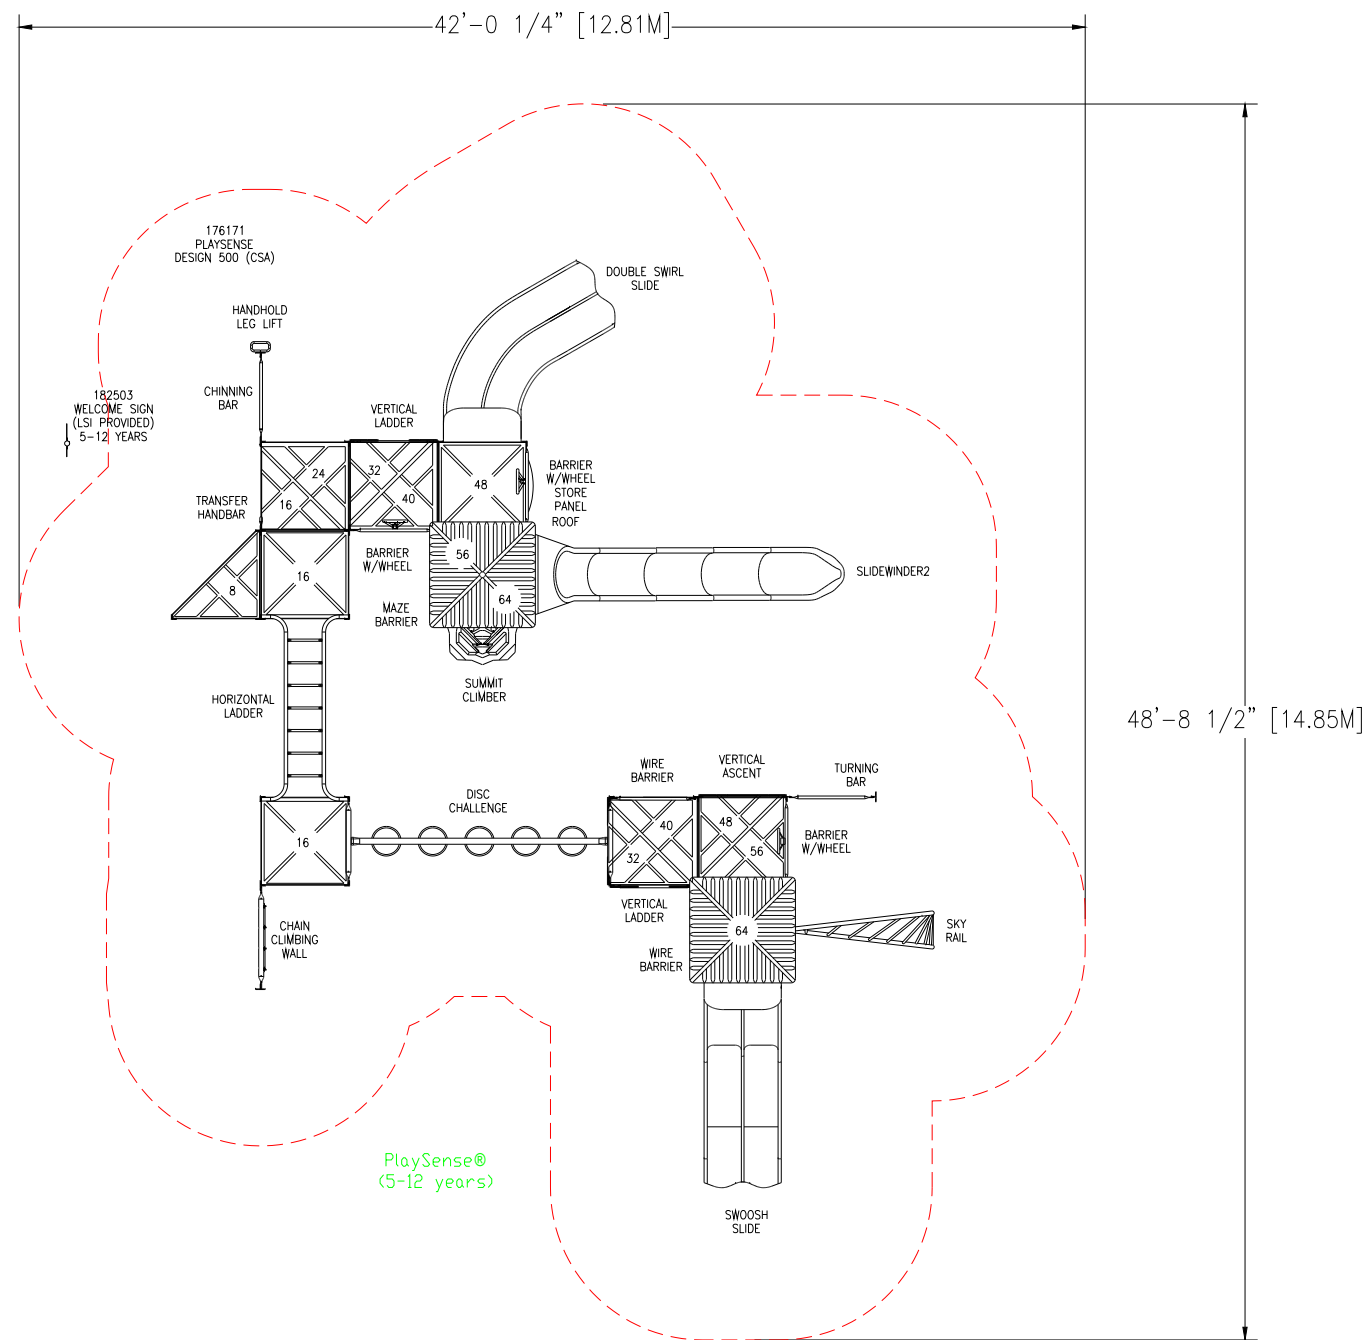 42'-0 1/4" [12.81M]
176171
PLAYSENSE
DESIGN 500 (CSA)
DOUBLE SWIRL
SLIDE
HANDHOLD
LEG LIFT
CHINNING
BAR
182503
WELCOME SIGN
(LSI PROVIDED)
5-12 YEARS
VERTICAL
LADDER
24
32
16
40
48
BARRIER
W/WHEEL
STORE
PANEL
ROOF
TRANSFER
HANDBAR
BARRIER
W/WHEEL
56
64
16
8
SLIDEWINDER2
MAZE
BARRIER
SUMMIT
CLIMBER
HORIZONTAL
LADDER
48'-8 1/2" [14.85M]
WIRE
BARRIER
VERTICAL
ASCENT
TURNING
BAR
DISC
CHALLENGE
16
40
32
48
56
BARRIER
W/WHEEL
VERTICAL
LADDER
CHAIN
CLIMBING
WALL
WIRE
BARRIER
64
SKY
RAIL
PlaySense®
(5-12 years)
SWOOSH
SLIDE